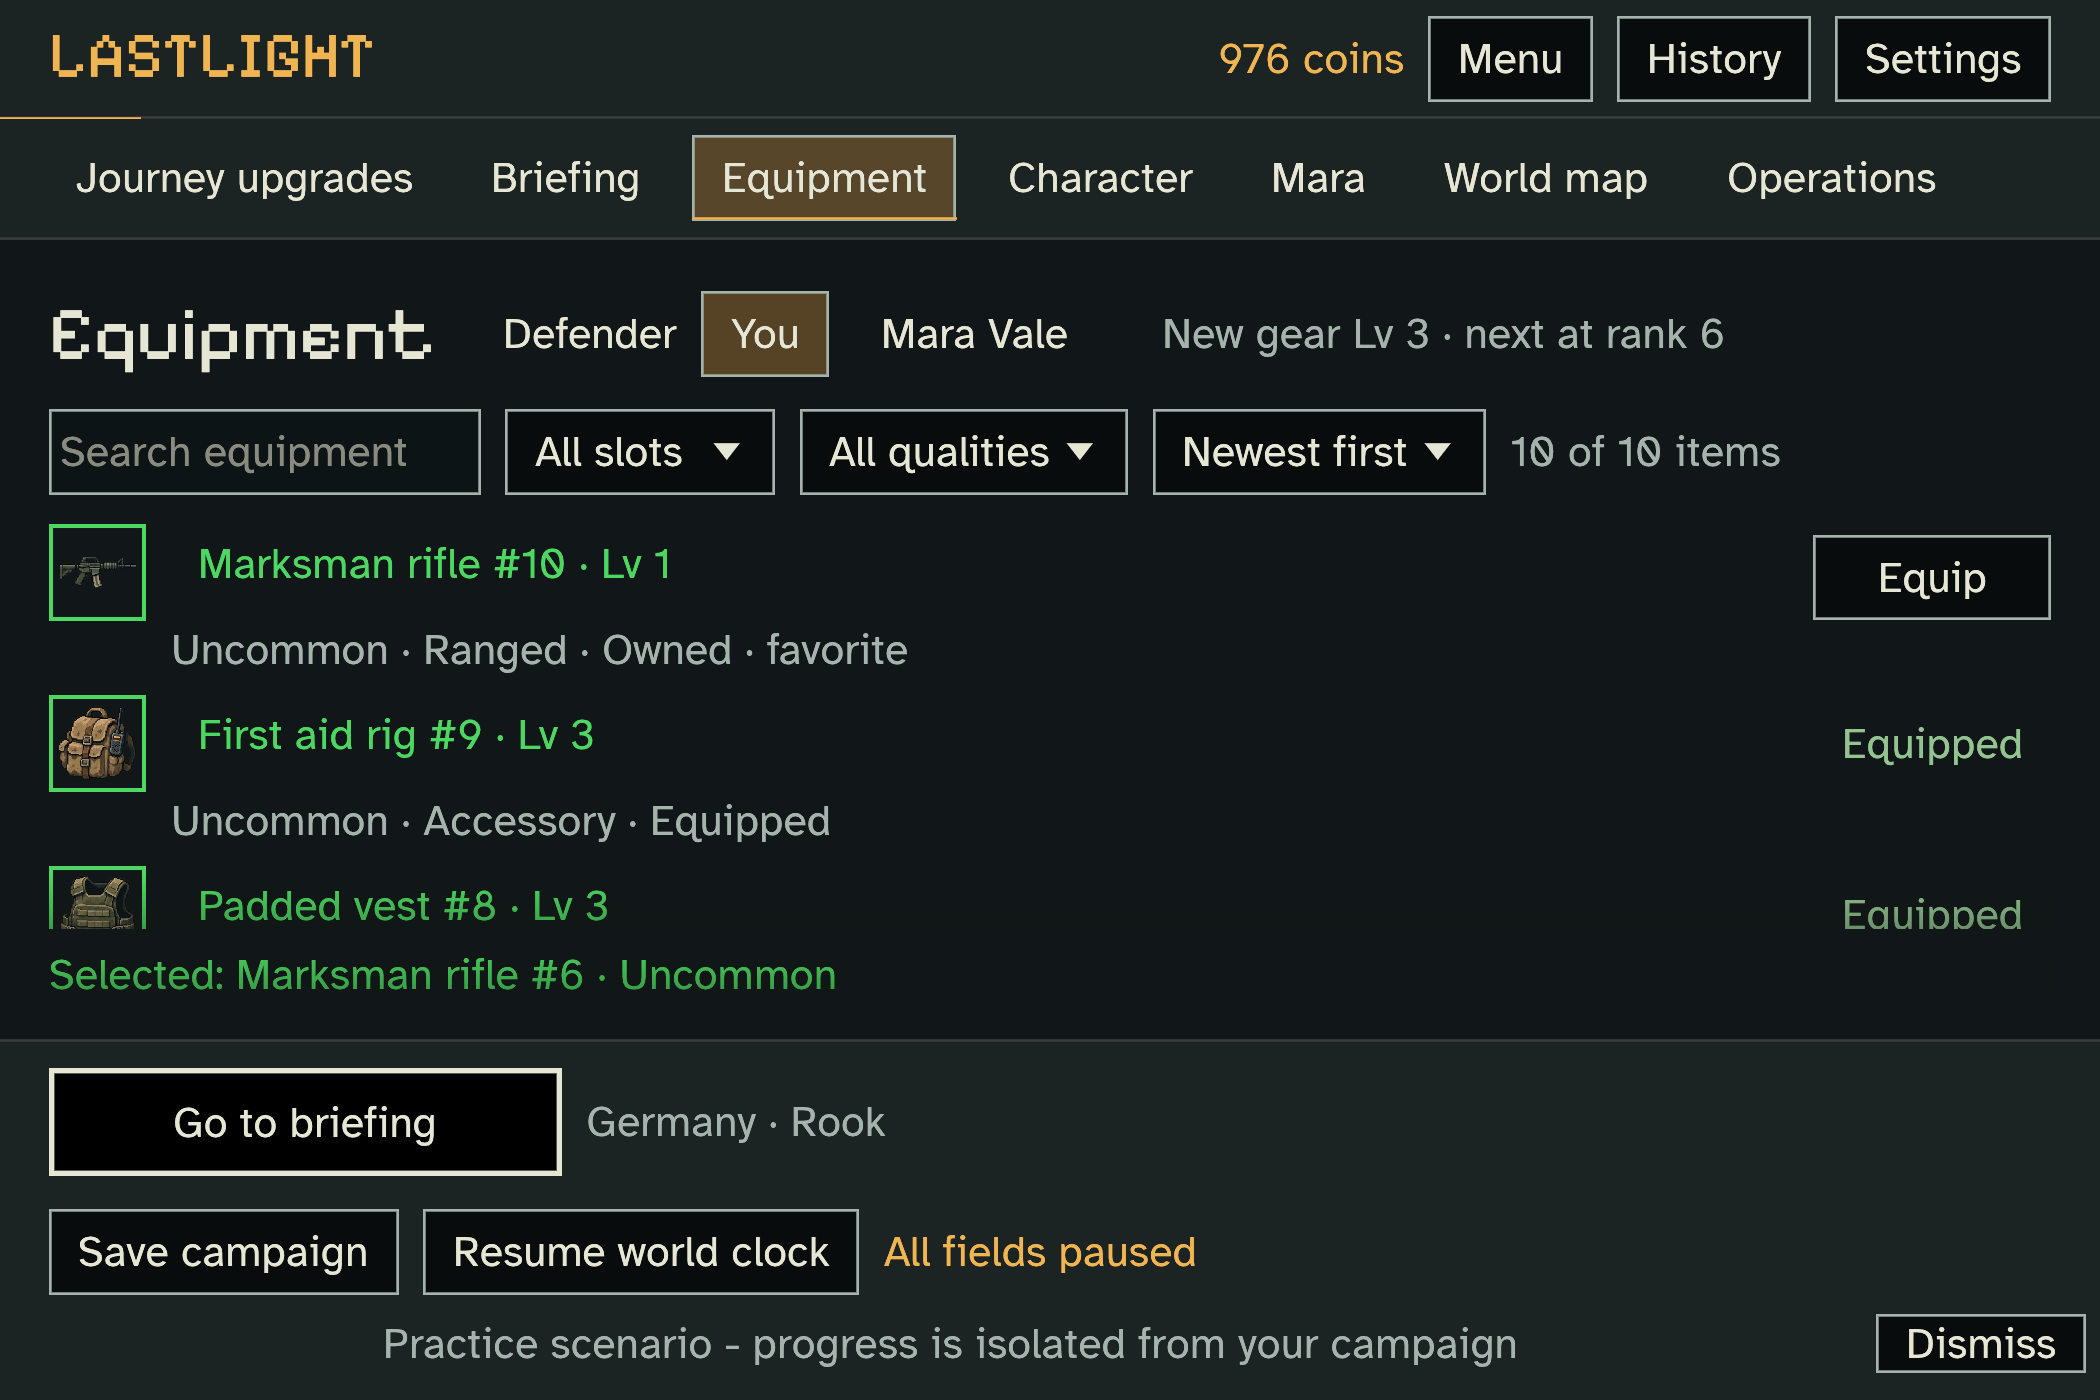 LASTLIGHT
976 coins
Menu
History
Settings
Journey upgrades
Briefing
Equipment
Character
Mara
World map
Operations
Equipment
Defender
You
Mara Vale
New gear Lv 3 · next at rank 6
Search equipment
All slots
All qualities
Newest first
10 of 10 items
Marksman rifle #10 · Lv 1
Equip
Uncommon · Ranged · Owned · favorite
First aid rig #9 · Lv 3
Equipped
Uncommon · Accessory · Equipped
Padded vest #8 · Lv 3
Equipped
Selected: Marksman rifle #6 · Uncommon
Go to briefing
Germany · Rook
Save campaign
Resume world clock
All fields paused
Practice scenario - progress is isolated from your campaign
Dismiss